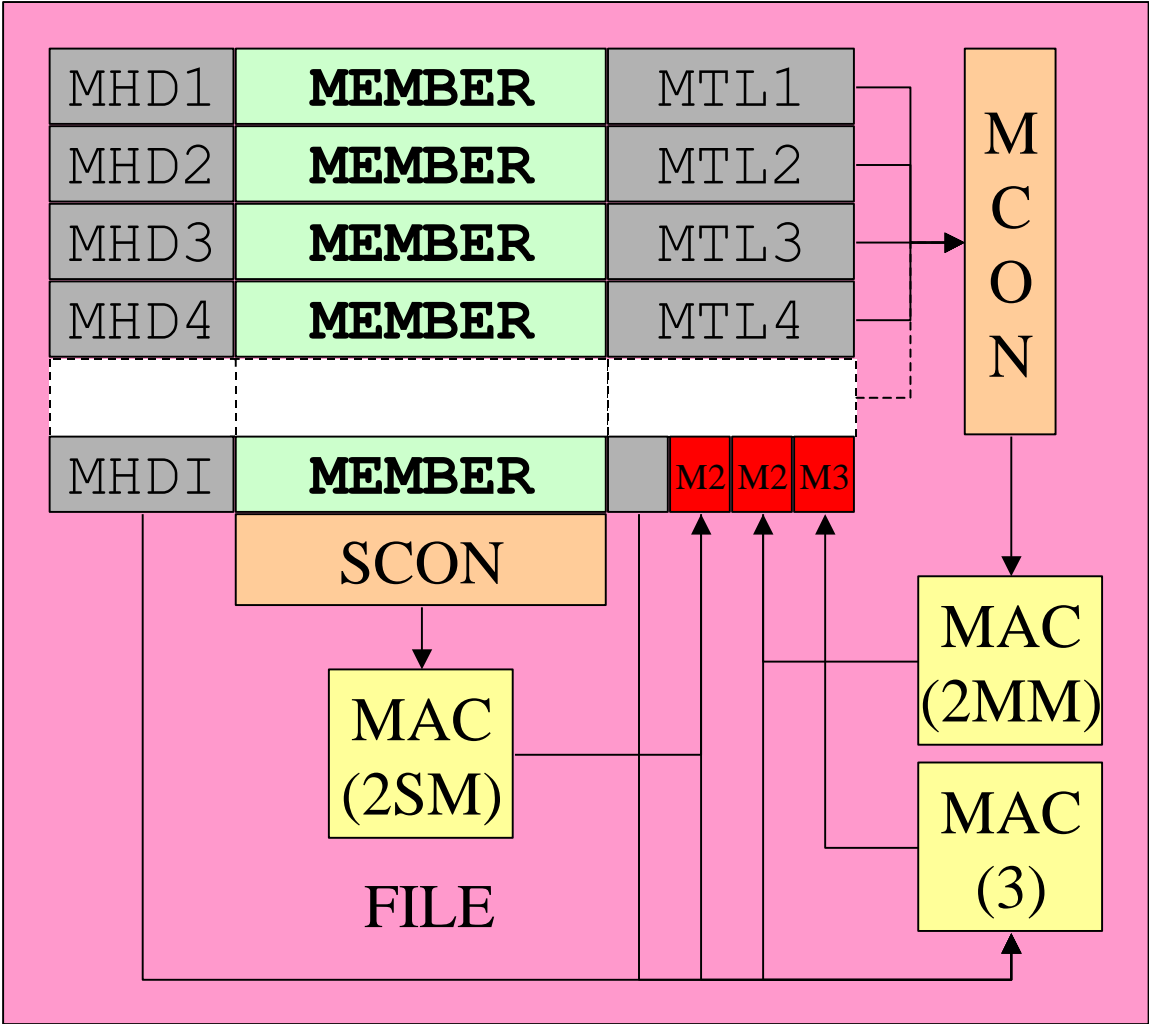 MHD1 MEMBER MTL1
MHD2 MEMBER MTL2
MHD3 MEMBER MTL3
MHD4 MEMBER MTL4
M
C
O
N
MHDI MEMBER M2 M2 M3
SCON
MAC
(2MM)
MAC
(2SM)
MAC
(3)
FILE